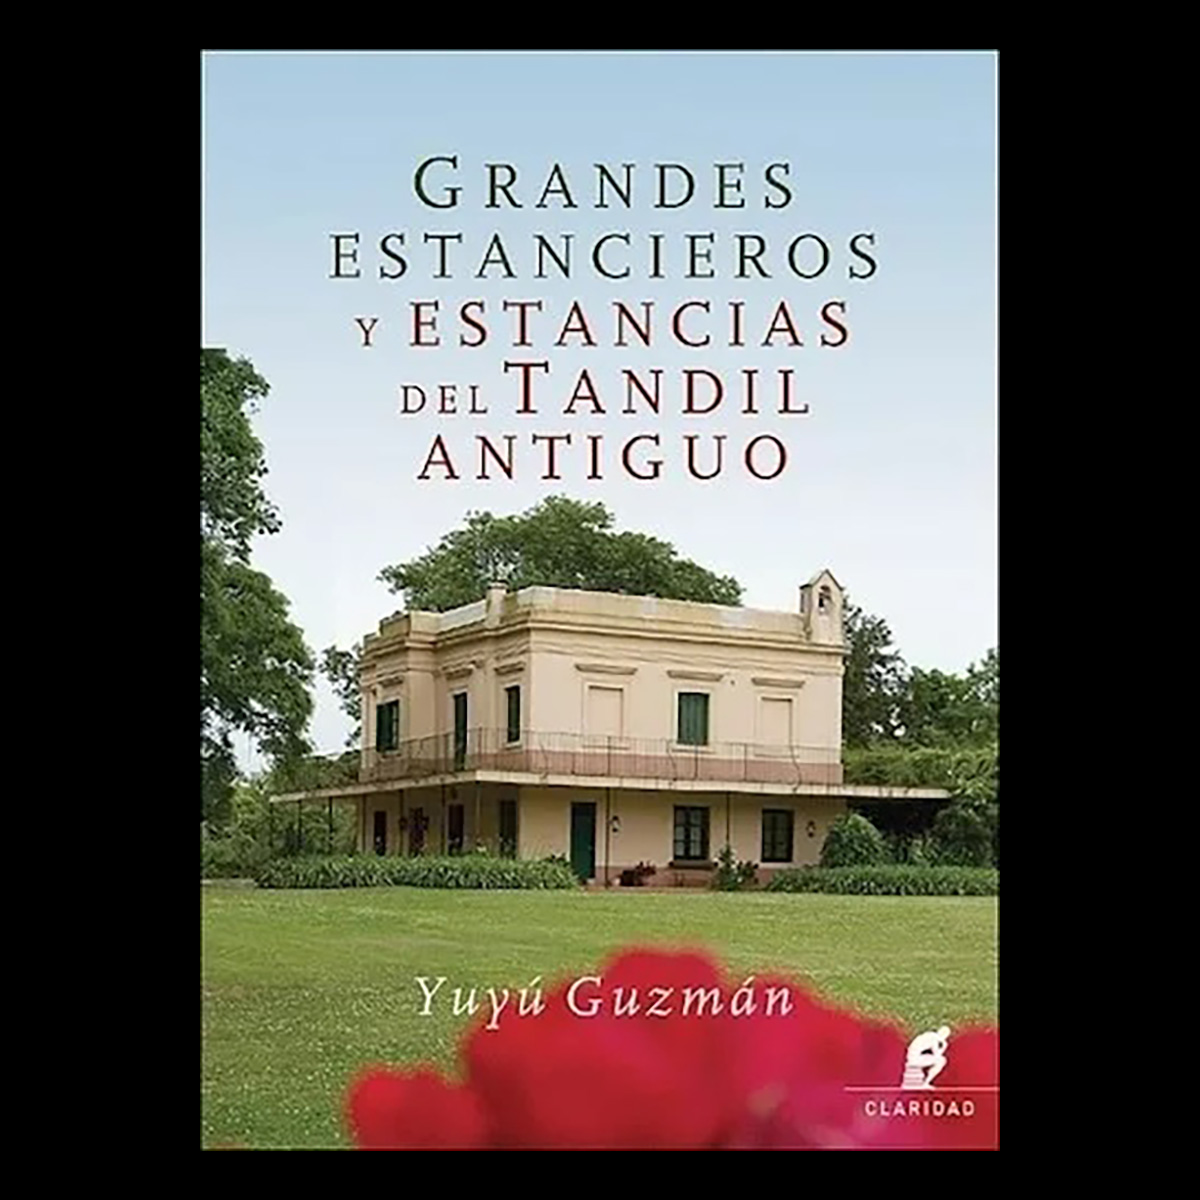 GRANDES
ESTANCIEROS
Y ESTANCIAS
DEL TANDIL
ANTIGUO
Yuyú Guzmán
CLARIDAD